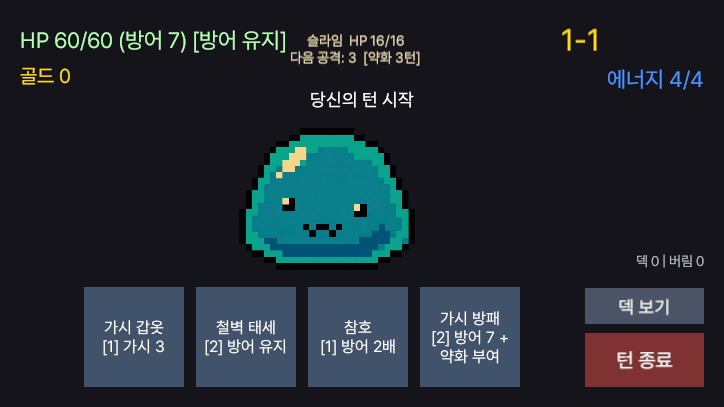 HP 60/60 (방어 7) [방어 유지]
슬라임 HP 16/16
다음 공격: 3 [약화 3턴]
1-1
골드 0
에너지 4/4
당신의 턴 시작
덱 0 | 버림 0
가시 갑옷
[1] 가시 3
철벽 태세
[2] 방어 유지
참호
[1] 방어 2배
가시 방패
[2] 방어 7 +
약화 부여
덱 보기
턴 종료